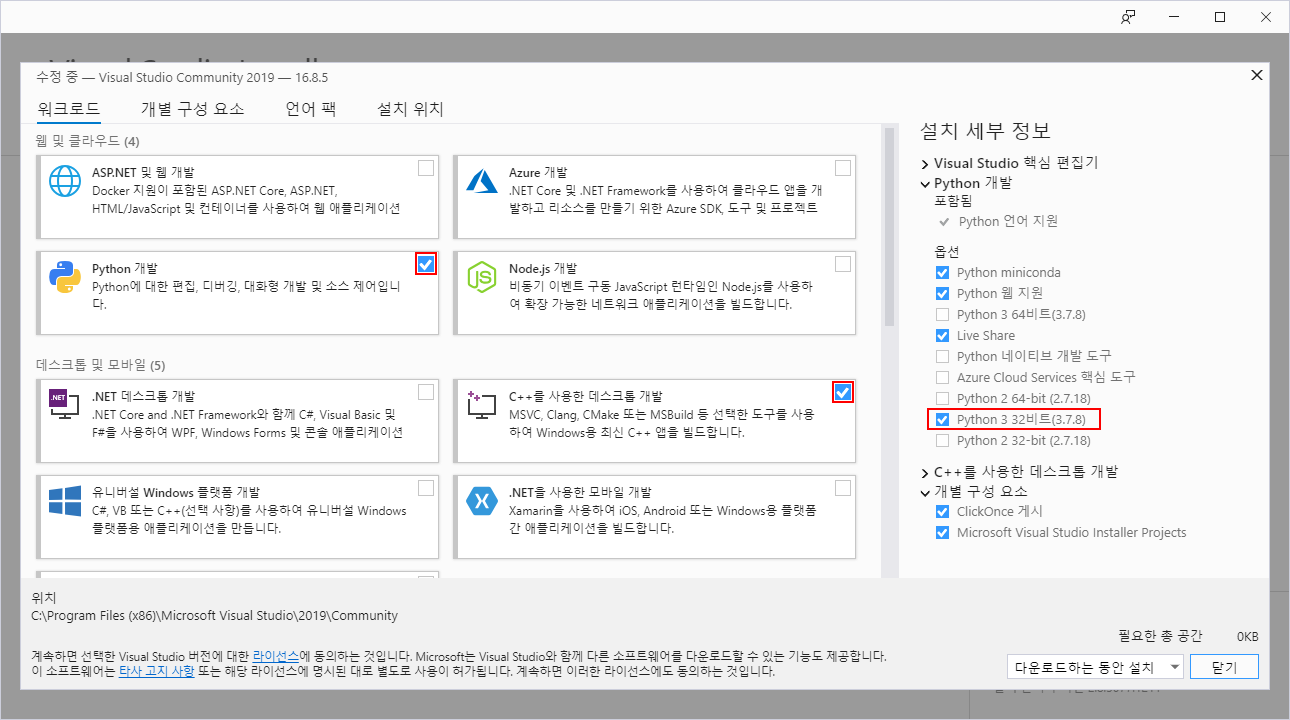 수정 중 — Visual Studio Community 2019 — 16.8.5
워크로드
개별 구성 요소
언어 팩
설치 위치
웹 및 클라우드 (4)
ASP.NET 및 웹 개발
Docker 지원이 포함된 ASP.NET Core, ASP.NET,
HTML/JavaScript 및 컨테이너를 사용하여 웹 애플리케이션
Azure 개발
.NET Core 및 .NET Framework를 사용하여 클라우드 앱을 개
발하고 리소스를 만들기 위한 Azure SDK, 도구 및 프로젝트
Python 개발
Python에 대한 편집, 디버깅, 대화형 개발 및 소스 제어입니
다.
Node.js 개발
비동기 이벤트 구동 JavaScript 런타임인 Node.js를 사용하
여 확장 가능한 네트워크 애플리케이션을 빌드합니다.
데스크톱 및 모바일 (5)
.NET 데스크톱 개발
.NET Core and .NET Framework와 함께 C#, Visual Basic 및
F#을 사용하여 WPF, Windows Forms 및 콘솔 애플리케이션
C++를 사용한 데스크톱 개발
MSVC, Clang, CMake 또는 MSBuild 등 선택한 도구를 사용
하여 Windows용 최신 C++ 앱을 빌드합니다.
유니버설 Windows 플랫폼 개발
C#, VB 또는 C++(선택 사항)를 사용하여 유니버설 Windows
플랫폼용 애플리케이션을 만듭니다.
.NET을 사용한 모바일 개발
Xamarin을 사용하여 iOS, Android 또는 Windows용 플랫폼
간 애플리케이션을 빌드합니다.
설치 세부 정보
Visual Studio 핵심 편집기
Python 개발
포함됨
Python 언어 지원
옵션
Python miniconda
Python 웹 지원
Python 3 64비트(3.7.8)
Live Share
Python 네이티브 개발 도구
Azure Cloud Services 핵심 도구
Python 2 64-bit (2.7.18)
Python 3 32비트(3.7.8)
Python 2 32-bit (2.7.18)
C++를 사용한 데스크톱 개발
개별 구성 요소
ClickOnce 게시
Microsoft Visual Studio Installer Projects
위치
C:\Program Files (x86)\Microsoft Visual Studio\2019\Community
필요한 총 공간 0KB
계속하면 선택한 Visual Studio 버전에 대한 라이선스에 동의하는 것입니다. Microsoft는 Visual Studio와 함께 다른 소프트웨어를 다운로드할 수 있는 기능도 제공합니다.
이 소프트웨어는 타사 고지 사항 또는 해당 라이선스에 명시된 대로 별도로 사용이 허가됩니다. 계속하면 이러한 라이선스에도 동의하는 것입니다.
다운로드하는 동안 설치
닫기